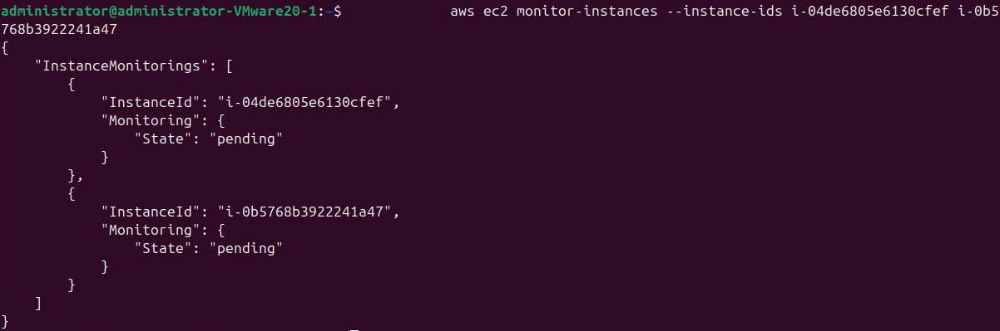 administrator@administrator-VMware20-1:~$             aws ec2 monitor-instances --instance-ids i-04de6805e6130cfef i-0b5
768b3922241a47
{
    "InstanceMonitorings": [
        {
            "InstanceId": "i-04de6805e6130cfef",
            "Monitoring": {
                "State": "pending"
            }
        },
        {
            "InstanceId": "i-0b5768b3922241a47",
            "Monitoring": {
                "State": "pending"
            }
        }
    ]
}